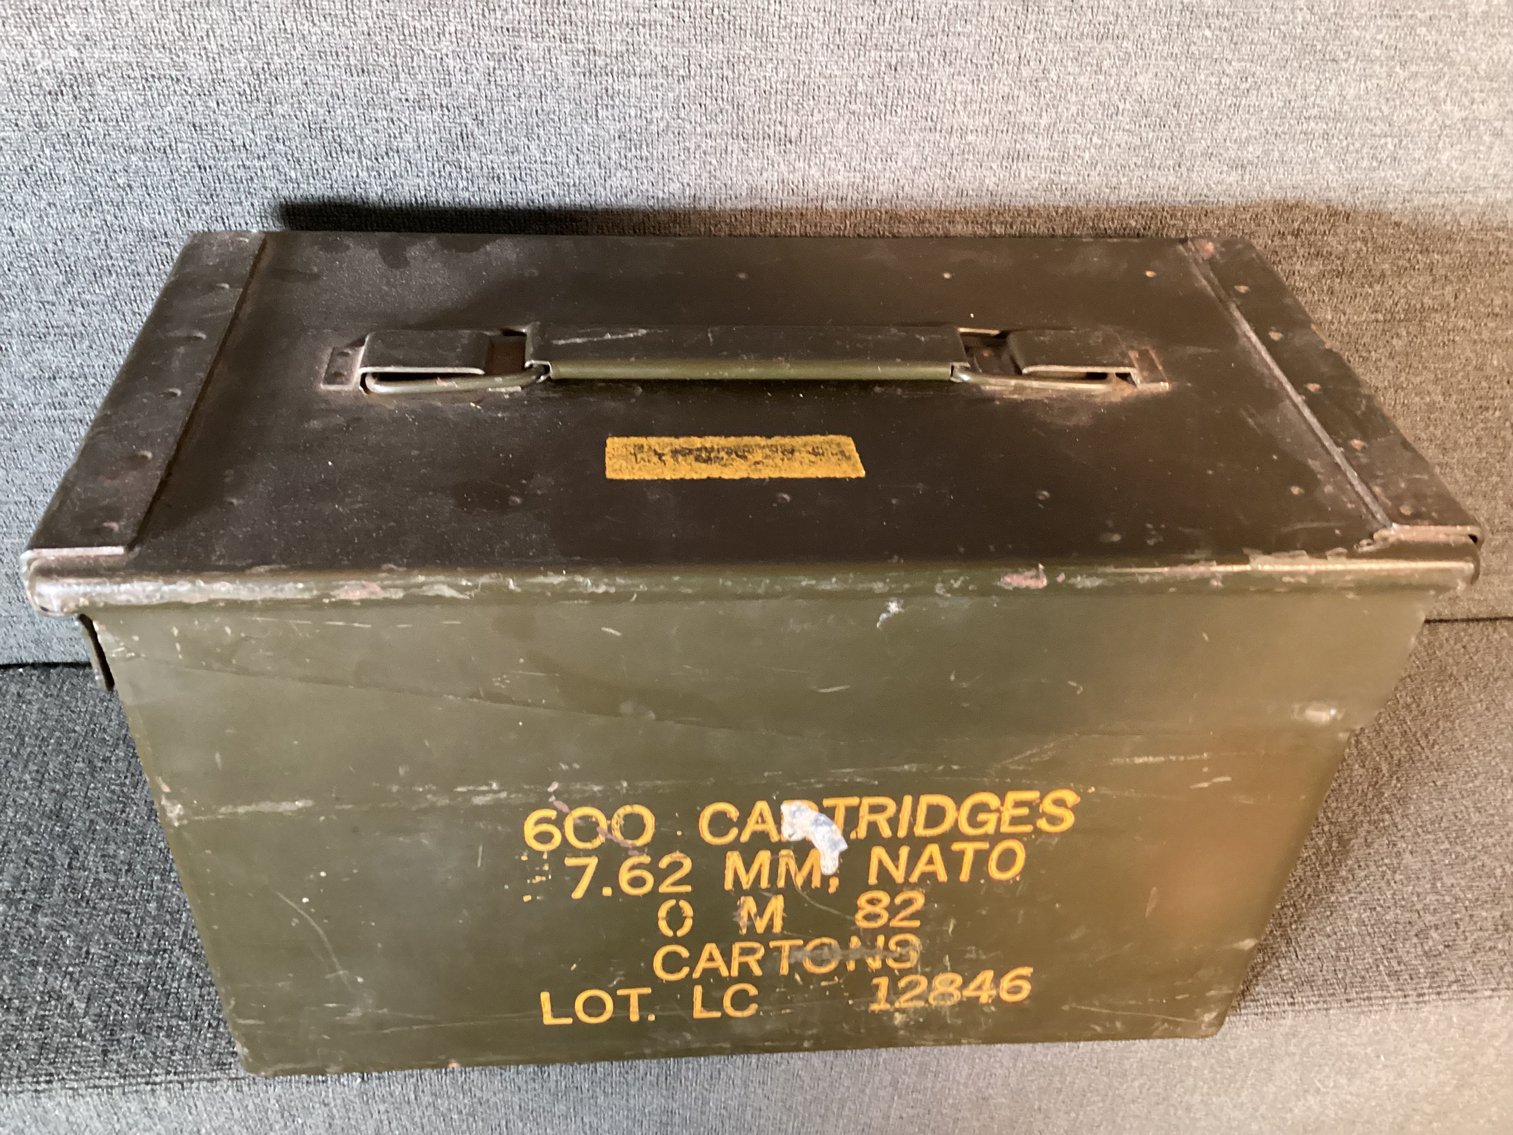 600 CARTRIDGES
7.62 MM, NATO
0 M 82
CARTONS
LOT. LC 12846